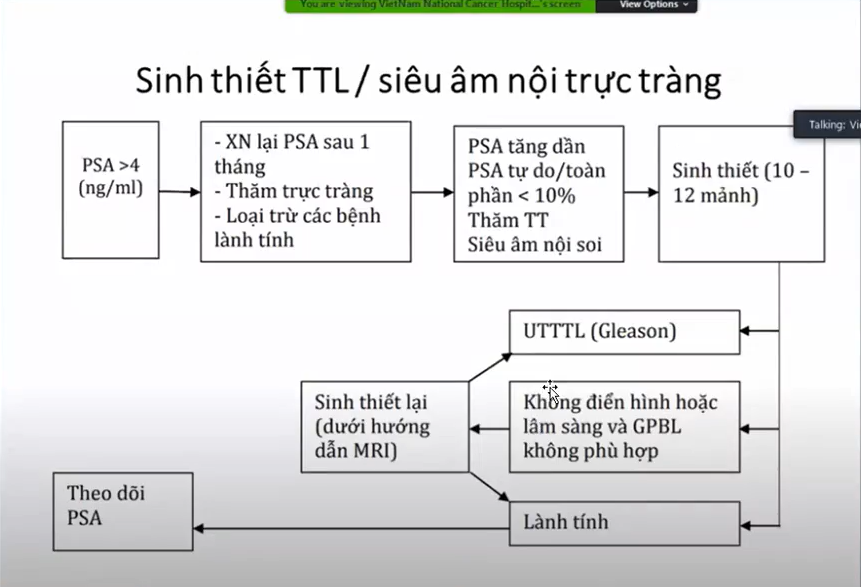 You are viewing VietNam National Cancer Hospit...'s screen
View Options
Sinh thiết TTL / siêu âm nội trực tràng
Talking: Vi
PSA >4
(ng/ml)
- XN lại PSA sau 1
tháng
- Thăm trực tràng
- Loại trừ các bệnh
lành tính
PSA tăng dần
PSA tự do/toàn
phần < 10%
Thăm TT
Siêu âm nội soi
Sinh thiết (10 –
12 mảnh)
UTTTL (Gleason)
Sinh thiết lại
(dưới hướng
dẫn MRI)
Không điển hình hoặc
lâm sàng và GPBL
không phù hợp
Theo dõi
PSA
Lành tính